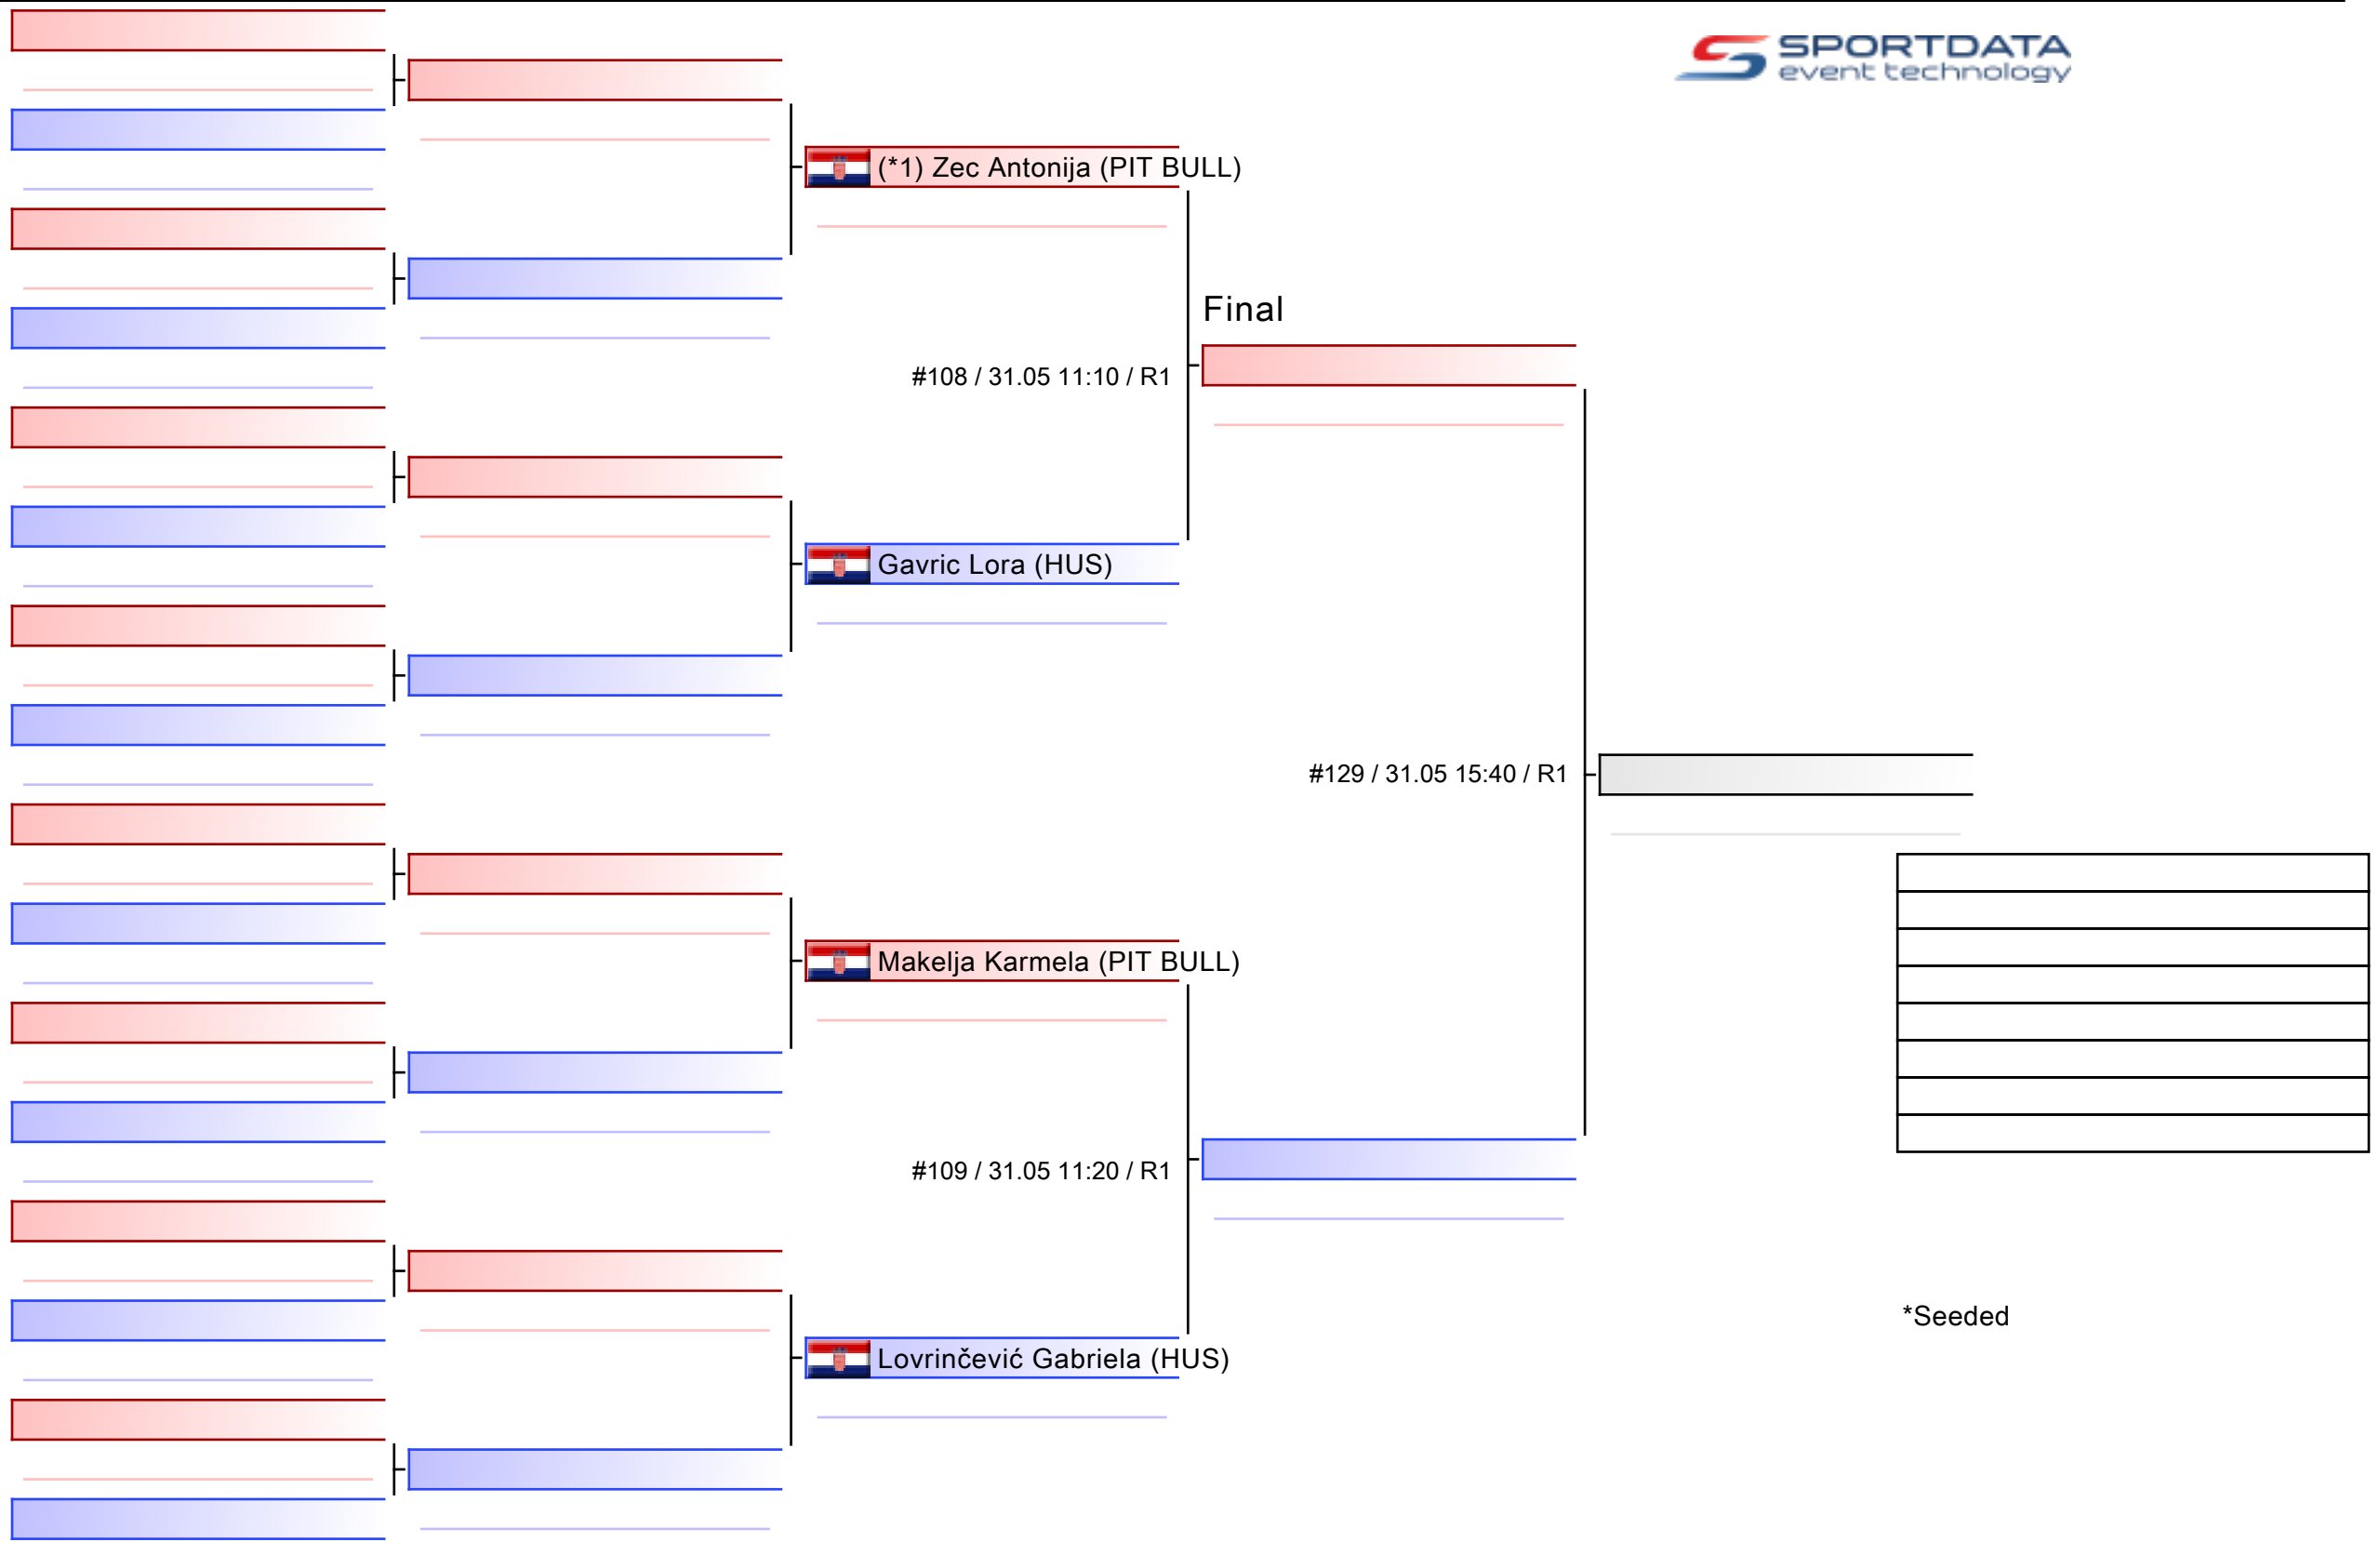 SPORTDATA
event technology
(*1) Zec Antonija (PIT BULL)
Final
#108 / 31.05 11:10 / R1
Gavric Lora (HUS)
#129 / 31.05 15:40 / R1
Makelja Karmela (PIT BULL)
#109 / 31.05 11:20 / R1
*Seeded
Lovrinčević Gabriela (HUS)